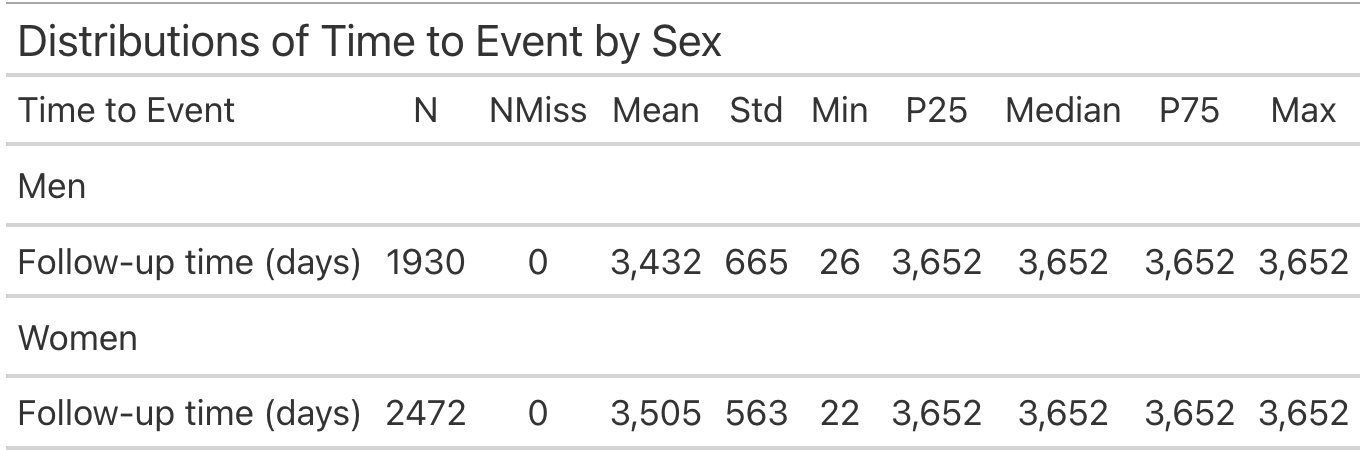 Distributions of Time to Event by Sex
Time to Event N NMiss Mean Std Min P25 Median P75 Max
Men
Follow-up time (days) 1930 0 3,432 665 26 3,652 3,652 3,652 3,652
Women
Follow-up time (days) 2472 0 3,505 563 22 3,652 3,652 3,652 3,652